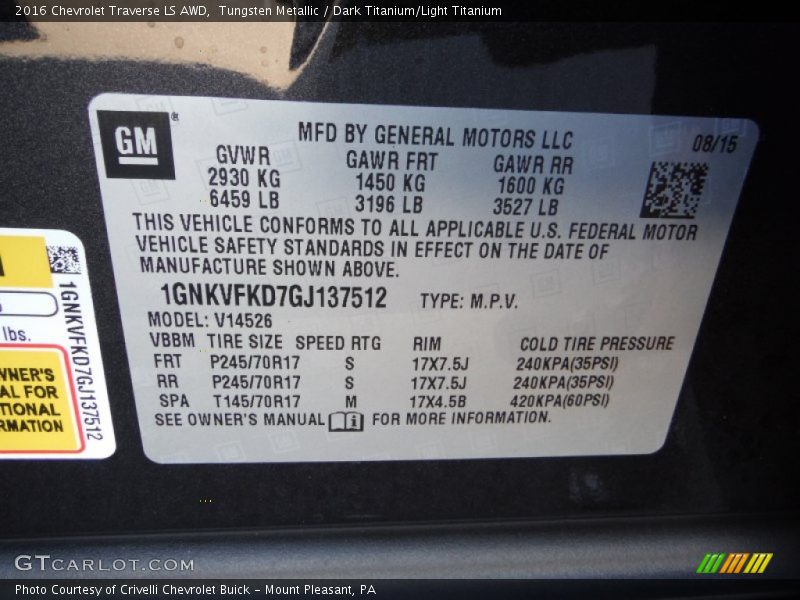 2016 Chevrolet Traverse LS AWD, Tungsten Metallic / Dark Titanium/Light Titanium
GM
®
MFD BY GENERAL MOTORS LLC
08/15
GVWR GAWR FRT GAWR RR
2930 KG 1450 KG 1600 KG
6459 LB 3196 LB 3527 LB
THIS VEHICLE CONFORMS TO ALL APPLICABLE U.S. FEDERAL MOTOR
VEHICLE SAFETY STANDARDS IN EFFECT ON THE DATE OF
MANUFACTURE SHOWN ABOVE.
1GNKVFKD7GJ137512 TYPE: M.P.V.
MODEL: V14526
VBBM TIRE SIZE SPEED RTG RIM COLD TIRE PRESSURE
FRT P245/70R17 S 17X7.5J 240KPA(35PSI)
RR P245/70R17 S 17X7.5J 240KPA(35PSI)
SPA T145/70R17 M 17X4.5B 420KPA(60PSI)
SEE OWNER'S MANUAL i FOR MORE INFORMATION.
lbs.
WNER'S
AL FOR
TIONAL
RMATION
1GNKVFKD7GJ137512
GTCARLOT.COM
Photo Courtesy of Crivelli Chevrolet Buick – Mount Pleasant, PA